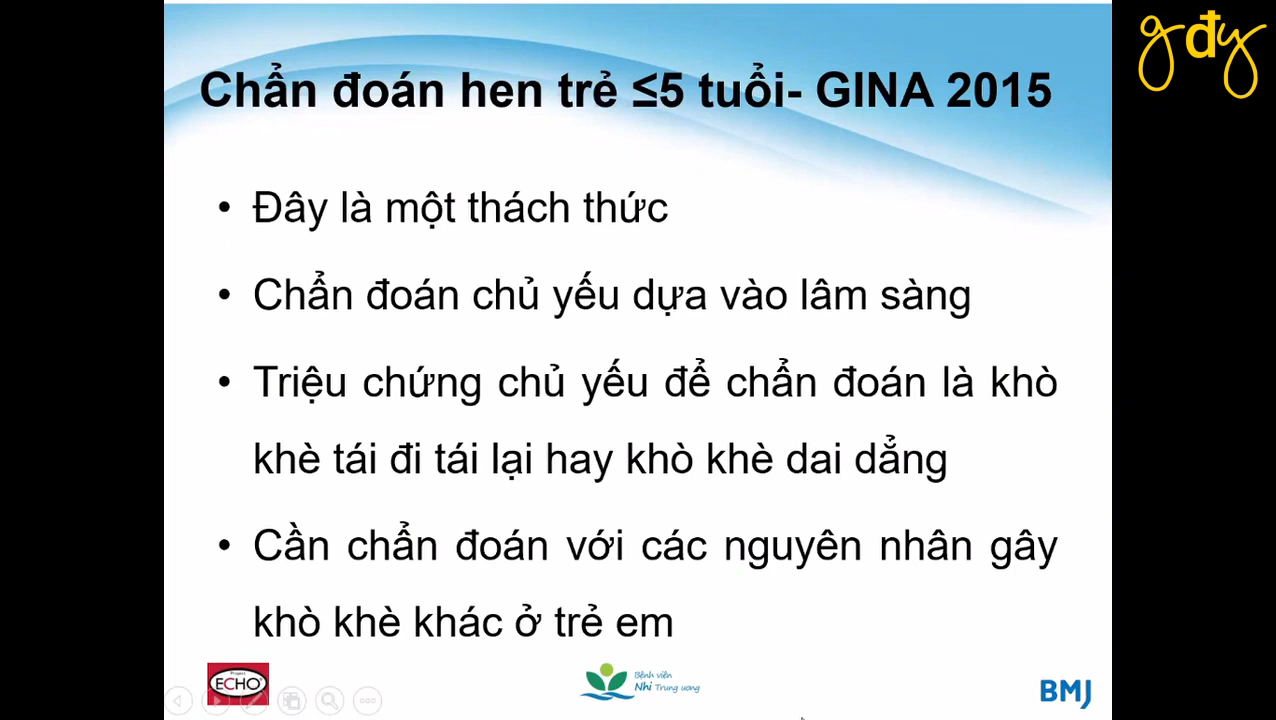 gđy
Chẩn đoán hen trẻ ≤5 tuổi- GINA 2015
• Đây là một thách thức
• Chẩn đoán chủ yếu dựa vào lâm sàng
• Triệu chứng chủ yếu để chẩn đoán là khò
khè tái đi tái lại hay khò khè dai dẳng
• Cần chẩn đoán với các nguyên nhân gây
khò khè khác ở trẻ em
Project
ECHO
Bệnh viện
Nhi Trung ương
BMJ